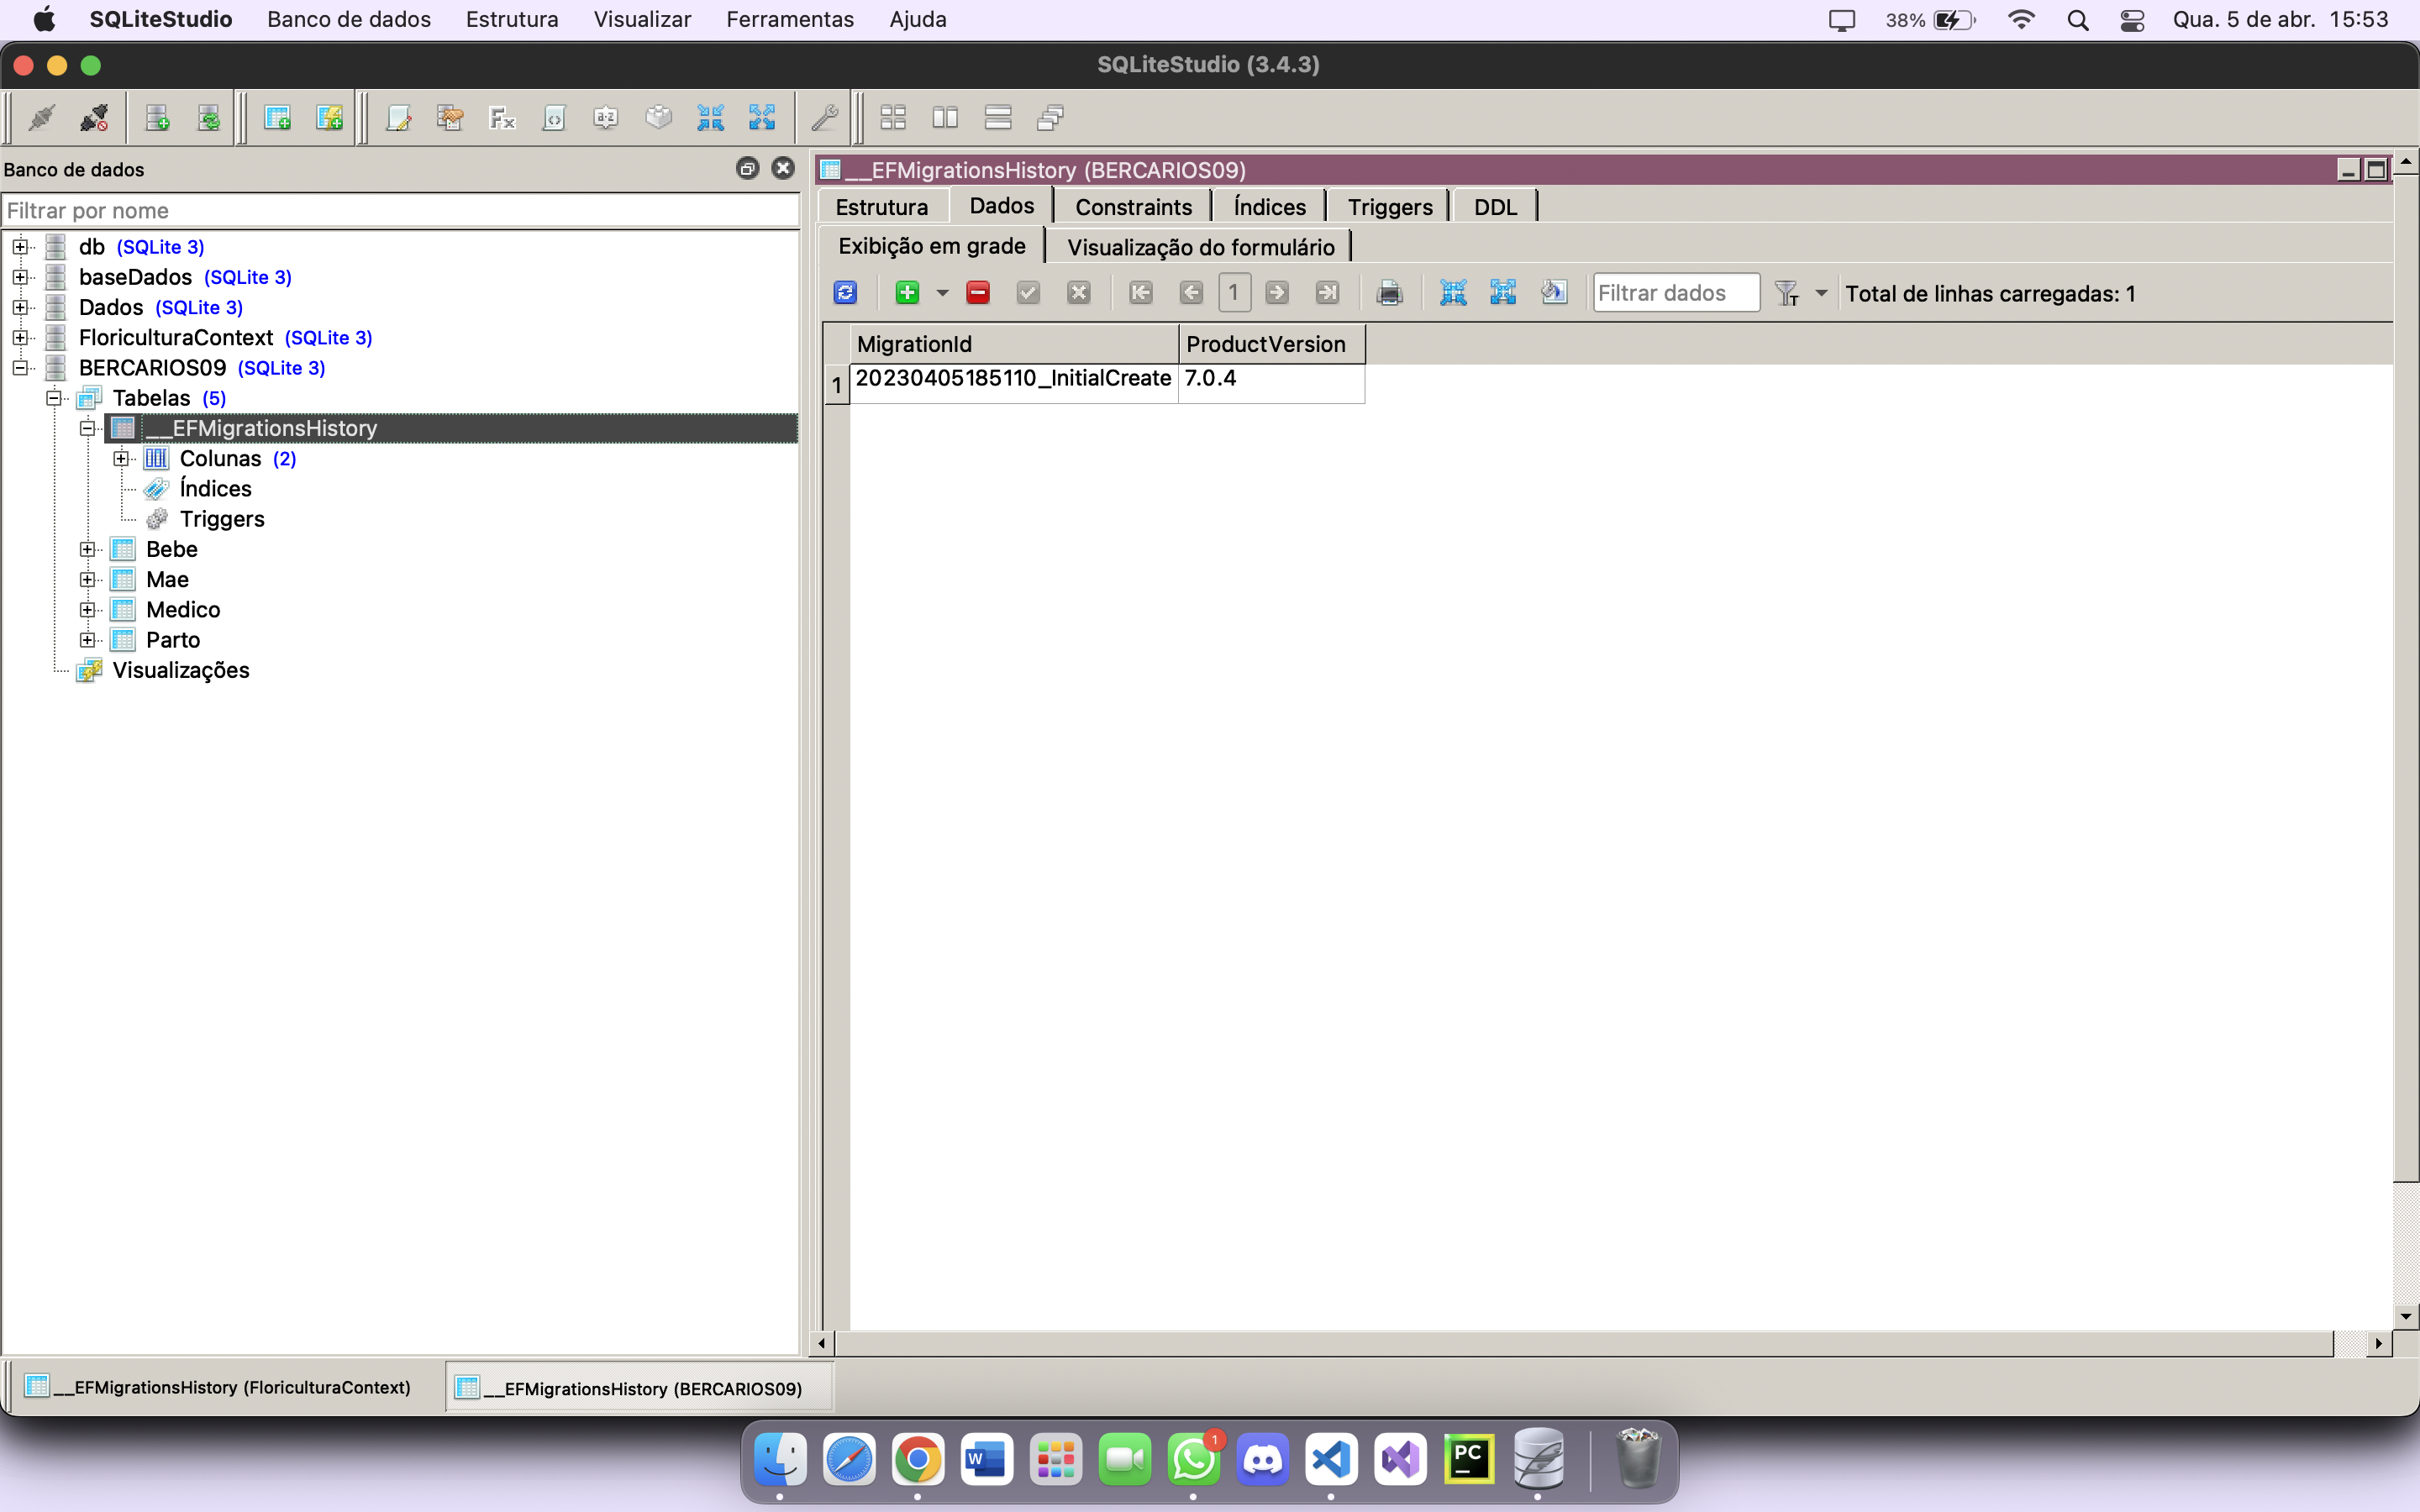 SQLiteStudio Banco de dados Estrutura Visualizar Ferramentas Ajuda 38% Qua. 5 de abr. 15:53
SQLiteStudio (3.4.3)
Banco de dados
Filtrar por nome
db (SQLite 3)
baseDados (SQLite 3)
Dados (SQLite 3)
FloriculturaContext (SQLite 3)
BERCARIOS09 (SQLite 3)
Tabelas (5)
__EFMigrationsHistory
Colunas (2)
Índices
Triggers
Bebe
Mae
Medico
Parto
Visualizações
__EFMigrationsHistory (BERCARIOS09)
Estrutura Dados Constraints Índices Triggers DDL
Exibição em grade Visualização do formulário
1 Filtrar dados Total de linhas carregadas: 1
MigrationId ProductVersion
1 20230405185110_InitialCreate 7.0.4
__EFMigrationsHistory (FloriculturaContext) __EFMigrationsHistory (BERCARIOS09)
W 1 PC